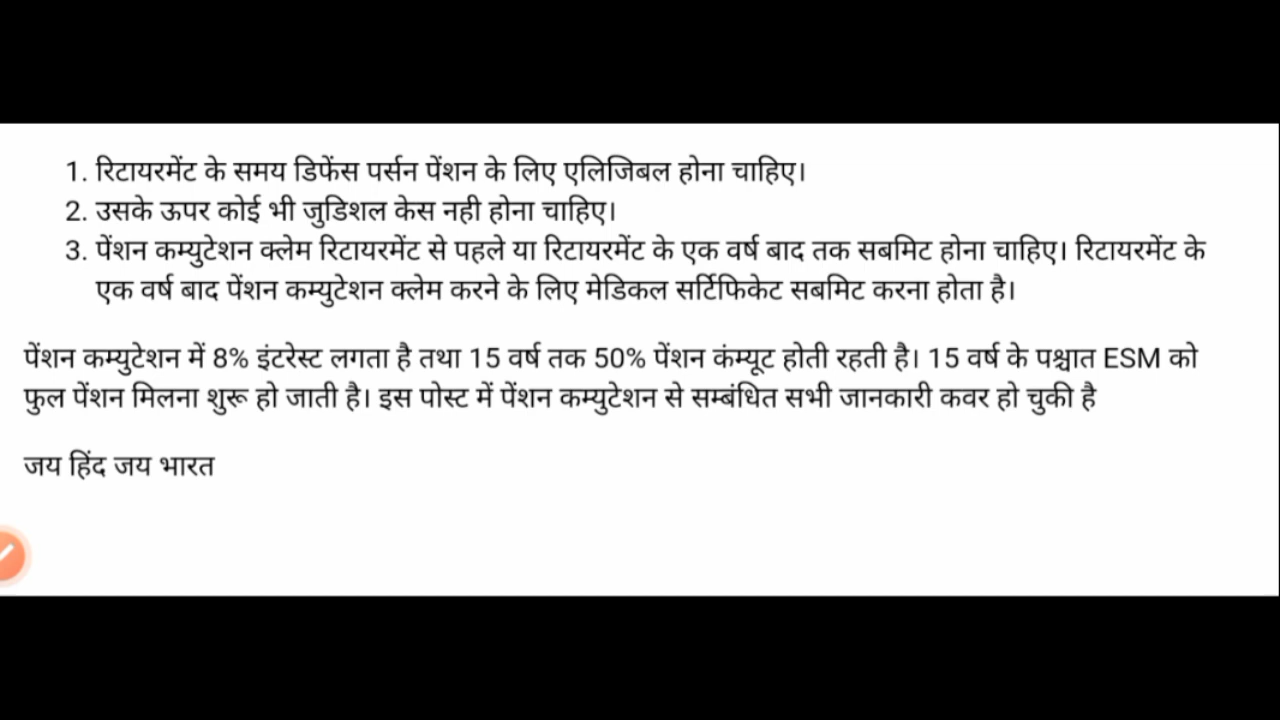 1. रिटायरमेंट के समय डिफेंस पर्सन पेंशन के लिए एलिजिबल होना चाहिए।
2. उसके ऊपर कोई भी जुडिशल केस नही होना चाहिए।
3. पेंशन कम्युटेशन क्लेम रिटायरमेंट से पहले या रिटायरमेंट के एक वर्ष बाद तक सबमिट होना चाहिए। रिटायरमेंट के
एक वर्ष बाद पेंशन कम्युटेशन क्लेम करने के लिए मेडिकल सर्टिफिकेट सबमिट करना होता है।
पेंशन कम्युटेशन में 8% इंटरेस्ट लगता है तथा 15 वर्ष तक 50% पेंशन कंम्यूट होती रहती है। 15 वर्ष के पश्चात ESM को
फुल पेंशन मिलना शुरू हो जाती है। इस पोस्ट में पेंशन कम्युटेशन से सम्बंधित सभी जानकारी कवर हो चुकी है
जय हिंद जय भारत